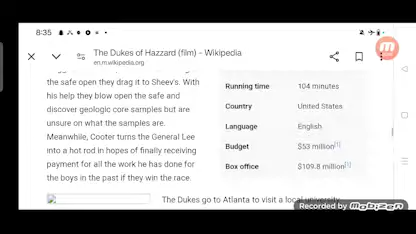 8:35
The Dukes of Hazzard (film) - Wikipedia
en.m.wikipedia.org
the safe open they drag it to Sheev's. With
his help they blow open the safe and
discover geologic core samples but are
unsure on what the samples are.
Meanwhile, Cooter turns the General Lee
into a hot rod in hopes of finally receiving
payment for all the work he has done for
the boys in the past if they win the race.
Running time 104 minutes
Country United States
Language English
Budget $53 million[1]
Box office $109.8 million[1]
The Dukes go to Atlanta to visit a local university
Recorded by MOBIZEN